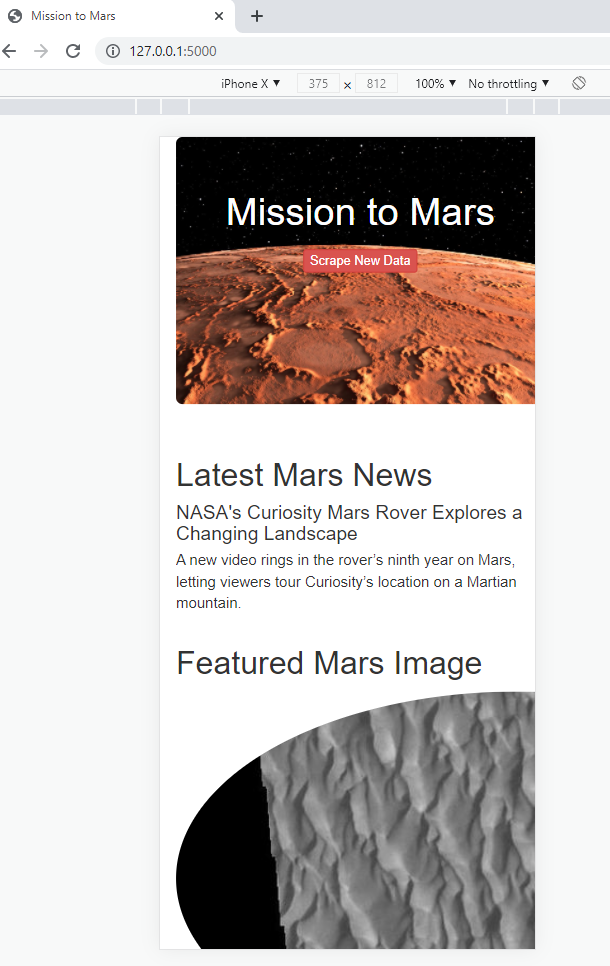 Mission to Mars
127.0.0.1:5000
iPhone X ▼ 375 x 812 100% ▼ No throttling ▼
Mission to Mars
Scrape New Data
Latest Mars News
NASA's Curiosity Mars Rover Explores a
Changing Landscape
A new video rings in the rover’s ninth year on Mars,
letting viewers tour Curiosity’s location on a Martian
mountain.
Featured Mars Image